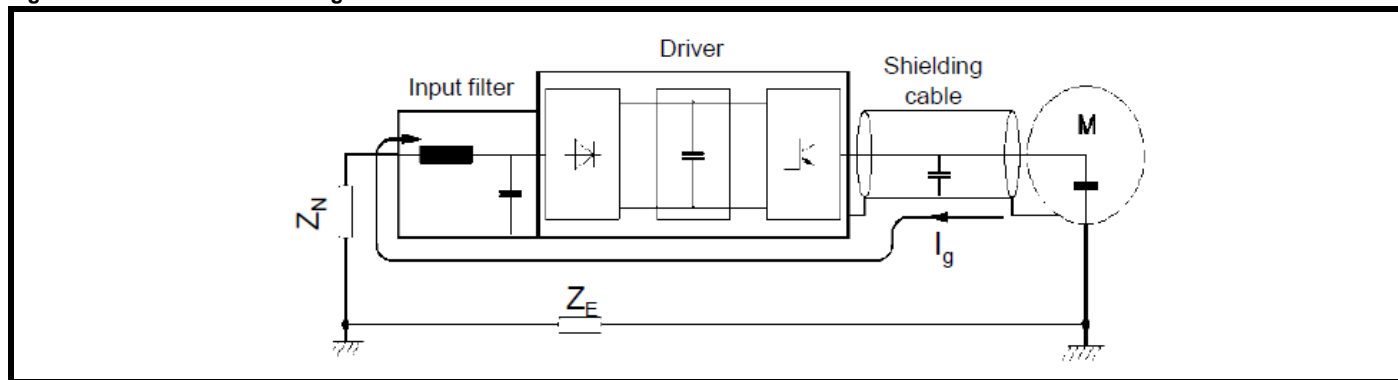 Driver
Input filter
Shielding
cable
M
Z_N
I_g
Z_E